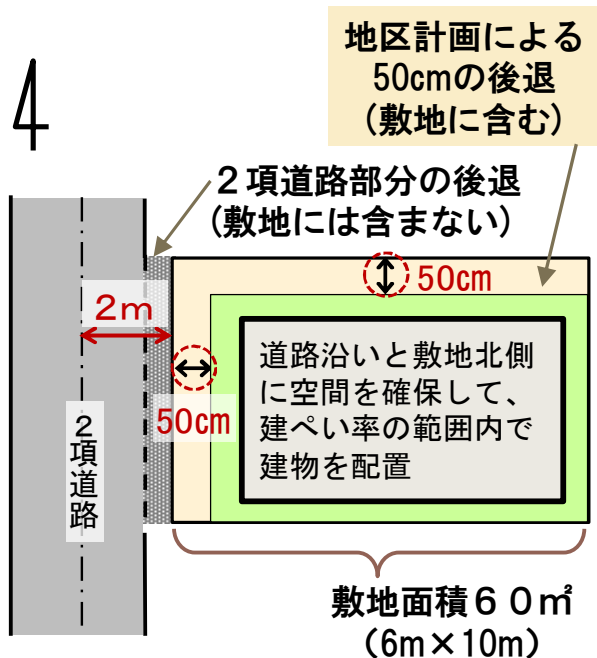 4
地区計画による
50cmの後退
(敷地に含む)
２項道路部分の後退
(敷地には含まない)
50cm
2m
50cm
道路沿いと敷地北側
に空間を確保して、
建ぺい率の範囲内で
建物を配置
２項道路
敷地面積６０㎡
(6m×10m)